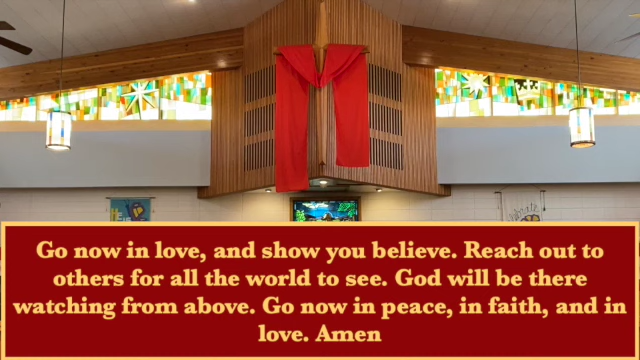 Go now in love, and show you believe. Reach out to
others for all the world to see. God will be there
watching from above. Go now in peace, in faith, and in
love. Amen